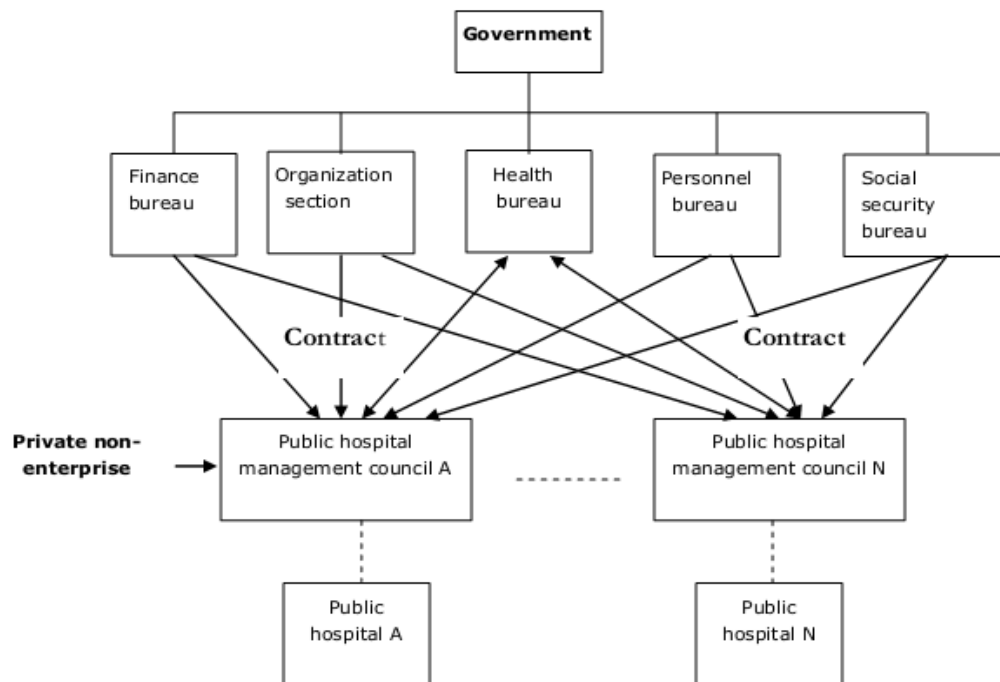 Government
Finance
bureau
Organization
section
Health
bureau
Personnel
bureau
Social
security
bureau
Contract
Contract
Private non-
enterprise
Public hospital
management council A
Public hospital
management council N
Public
hospital A
Public
hospital N